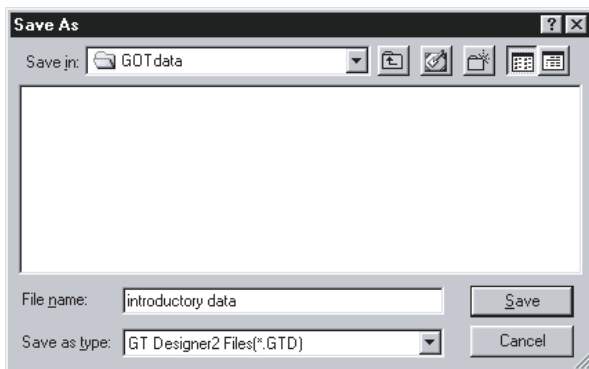 Save As
Save in: GOTdata
File name: introductory data Save
Save as type: GT Designer2 Files(*.GTD) Cancel